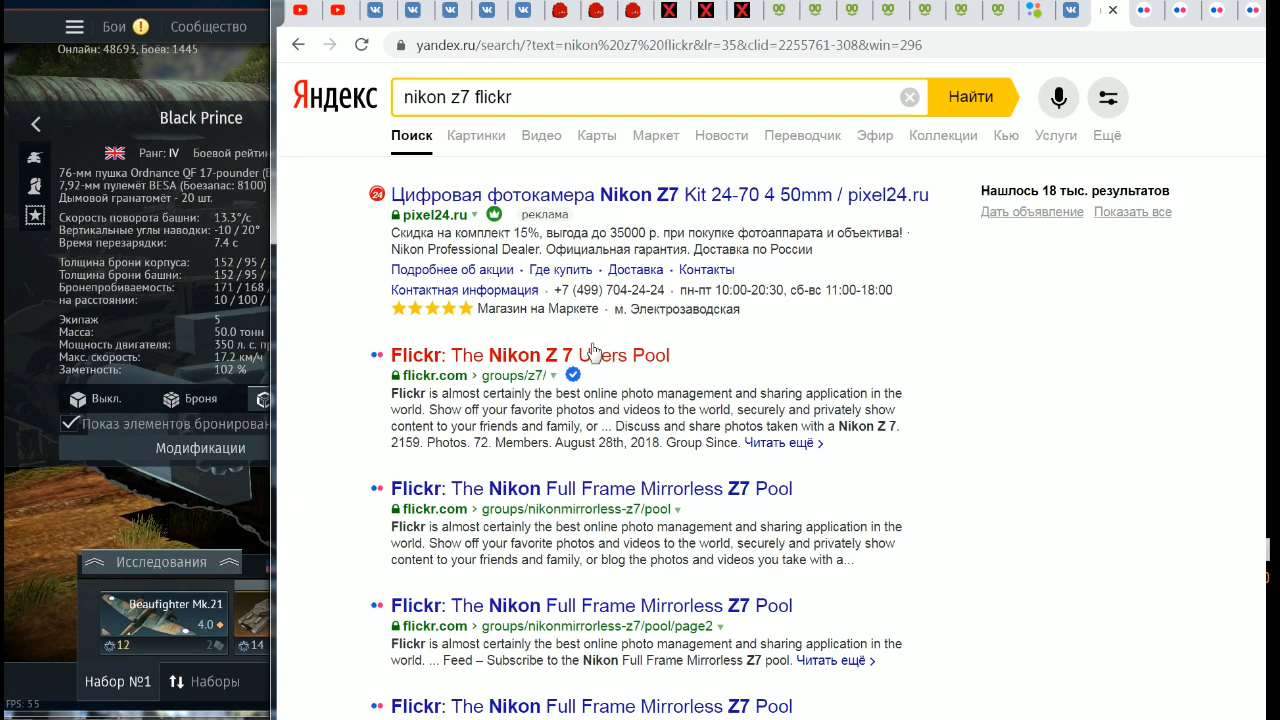 Бои
Сообщество
Онлайн: 48693, Боёв: 1445
Black Prince
Ранг: IV Боевой рейтин
76-мм пушка Ordnance QF 17-pounder
7,92-мм пулемёт BESA (Боезапас: 8100)
Дымовой гранатомёт - 20 шт.
Скорость поворота башни: 13.3°/с
Вертикальные углы наводки: -10 / 20°
Время перезарядки: 7.4 с
Толщина брони корпуса: 152 / 95 /
Толщина брони башни: 152 / 95 /
Бронепробиваемость: 171 / 168
на расстоянии: 10 / 100 /
Экипаж 5
Масса: 50.0 тонн
Мощность двигателя: 350 л. с. п
Макс. скорость: 17.2 км/ч
Заметность: 102 %
Выкл. Броня
Показ элементов бронирован
Модификации
Исследования
Beaufighter Mk.21
4.0
12 2 14
Набор №1 Наборы
FPS: 55
yandex.ru/search/?text=nikon%20z7%20flickr&lr=35&clid=2255761-308&win=296
Яндекс
nikon z7 flickr
Найти
Поиск Картинки Видео Карты Маркет Новости Переводчик Эфир Коллекции Кью Услуги Ещё
24 Цифровая фотокамера Nikon Z7 Kit 24-70 4 50mm / pixel24.ru
pixel24.ru реклама
Скидка на комплект 15%, выгода до 35000 р. при покупке фотоаппарата и объектива! ·
Nikon Professional Dealer. Официальная гарантия. Доставка по России
Подробнее об акции · Где купить · Доставка · Контакты
Контактная информация · +7 (499) 704-24-24 · пн-пт 10:00-20:30, сб-вс 11:00-18:00
Магазин на Маркете · м. Электрозаводская
Flickr: The Nikon Z 7 Users Pool
flickr.com › groups/z7/
Flickr is almost certainly the best online photo management and sharing application in the
world. Show off your favorite photos and videos to the world, securely and privately show
content to your friends and family, or ... Discuss and share photos taken with a Nikon Z 7.
2159. Photos. 72. Members. August 28th, 2018. Group Since. Читать ещё >
Flickr: The Nikon Full Frame Mirrorless Z7 Pool
flickr.com › groups/nikonmirrorless-z7/pool
Flickr is almost certainly the best online photo management and sharing application in the
world. Show off your favorite photos and videos to the world, securely and privately show
content to your friends and family, or blog the photos and videos you take with a...
Flickr: The Nikon Full Frame Mirrorless Z7 Pool
flickr.com › groups/nikonmirrorless-z7/pool/page2
Flickr is almost certainly the best online photo management and sharing application in the
world. ... Feed – Subscribe to the Nikon Full Frame Mirrorless Z7 pool. Читать ещё >
Flickr: The Nikon Full Frame Mirrorless Z7 Pool
Нашлось 18 тыс. результатов
Дать объявление Показать все